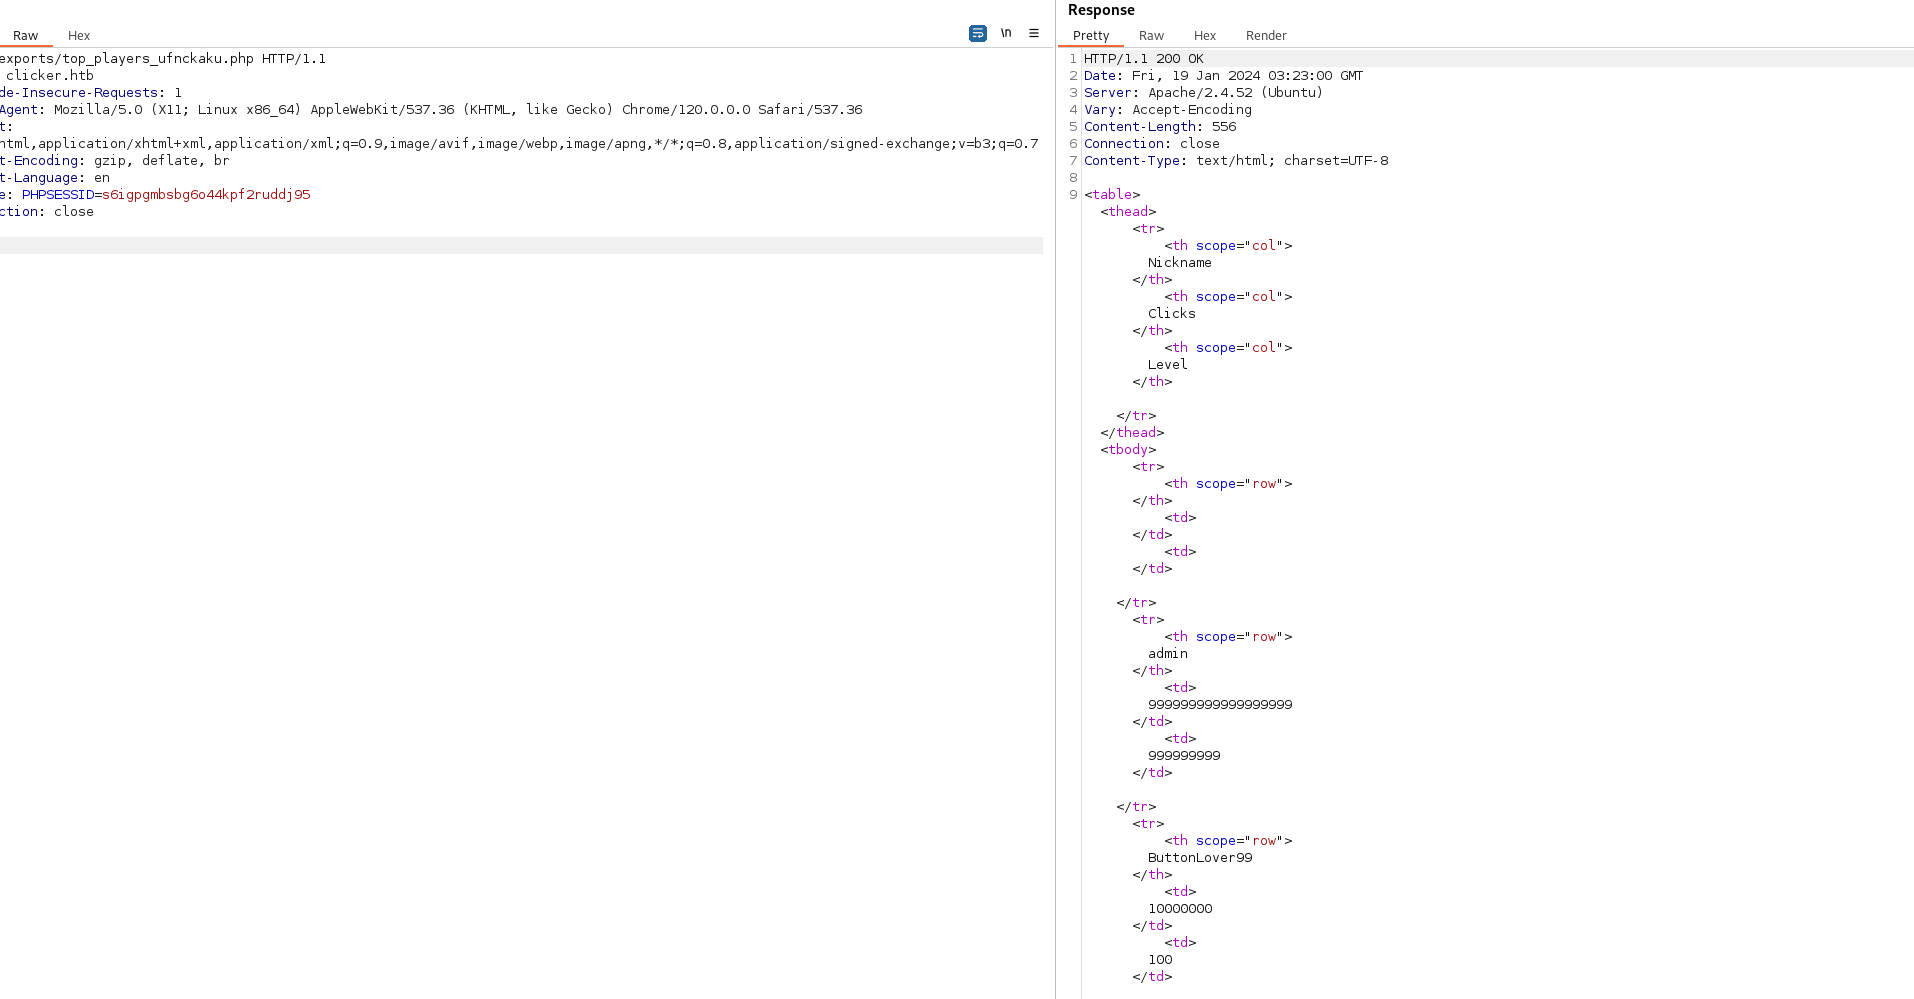 Raw Hex \n
exports/top_players_ufnckaku.php HTTP/1.1
clicker.htb
de-Insecure-Requests: 1
Agent: Mozilla/5.0 (X11; Linux x86_64) AppleWebKit/537.36 (KHTML, like Gecko) Chrome/120.0.0.0 Safari/537.36
t:
html,application/xhtml+xml,application/xml;q=0.9,image/avif,image/webp,image/apng,*/*;q=0.8,application/signed-exchange;v=b3;q=0.7
t-Encoding: gzip, deflate, br
t-Language: en
e: PHPSESSID=s6igpgmbsbg6o44kpf2ruddj95
ction: close
Response
Pretty Raw Hex Render
1 HTTP/1.1 200 OK
2 Date: Fri, 19 Jan 2024 03:23:00 GMT
3 Server: Apache/2.4.52 (Ubuntu)
4 Vary: Accept-Encoding
5 Content-Length: 556
6 Connection: close
7 Content-Type: text/html; charset=UTF-8
8
9 <table>
<thead>
<tr>
<th scope="col">
Nickname
</th>
<th scope="col">
Clicks
</th>
<th scope="col">
Level
</th>
</tr>
</thead>
<tbody>
<tr>
<th scope="row">
</th>
<td>
</td>
<td>
</td>
</tr>
<tr>
<th scope="row">
admin
</th>
<td>
999999999999999999
</td>
<td>
999999999
</td>
</tr>
<tr>
<th scope="row">
ButtonLover99
</th>
<td>
10000000
</td>
<td>
100
</td>